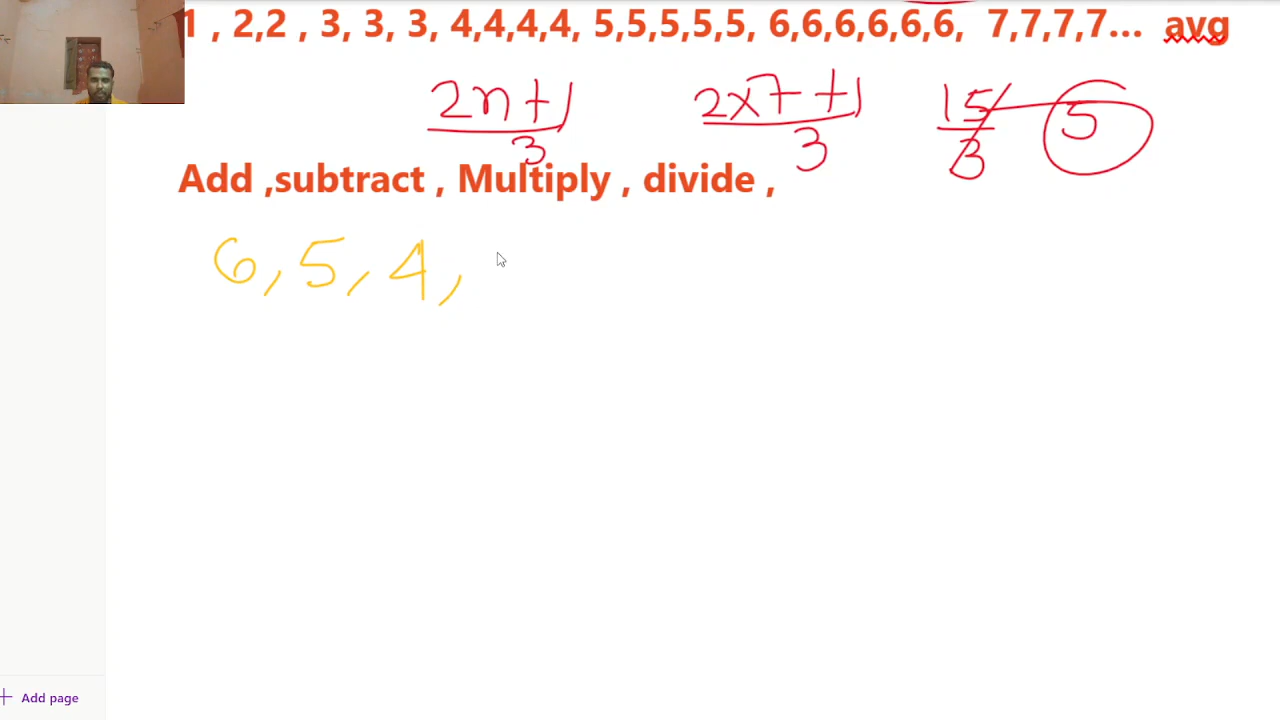 1 , 2,2 , 3, 3, 3, 4,4,4,4, 5,5,5,5,5, 6,6,6,6,6,6, 7,7,7,7... avg
2n+1/3 2x7+1/3 15/3 5
Add ,subtract , Multiply , divide ,
6, 5, 4,
+ Add page